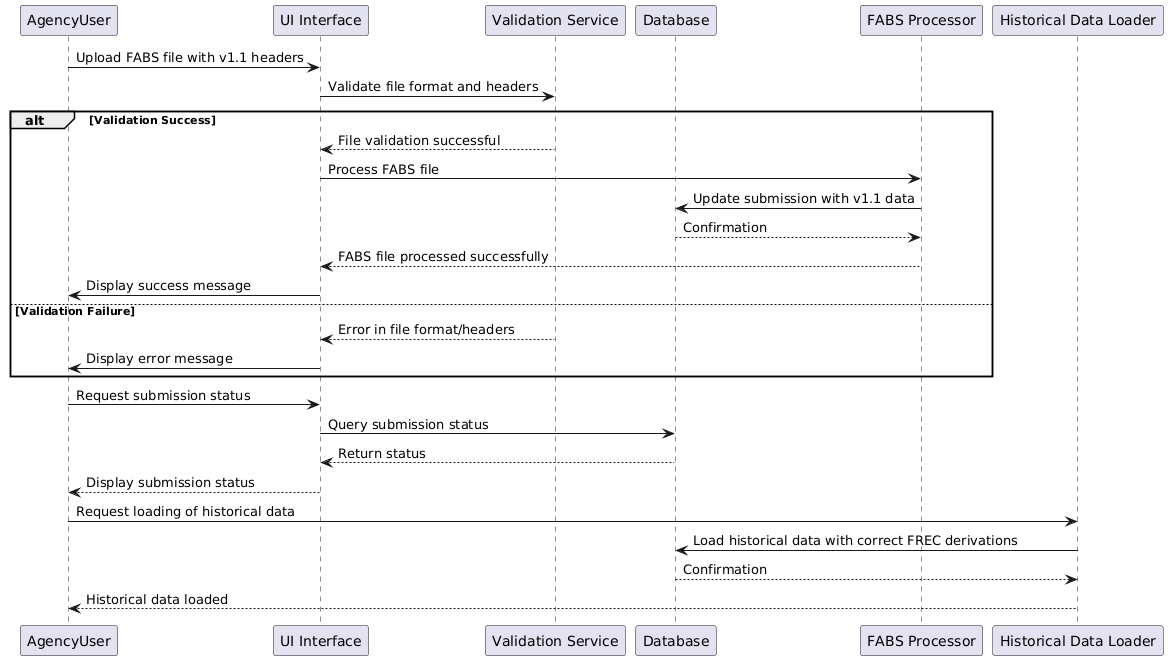 AgencyUser UI Interface Validation Service Database FABS Processor Historical Data Loader
Upload FABS file with v1.1 headers
Validate file format and headers
alt [Validation Success]
File validation successful
Process FABS file
Update submission with v1.1 data
Confirmation
FABS file processed successfully
Display success message
[Validation Failure]
Error in file format/headers
Display error message
Request submission status
Query submission status
Return status
Display submission status
Request loading of historical data
Load historical data with correct FREC derivations
Confirmation
Historical data loaded
AgencyUser UI Interface Validation Service Database FABS Processor Historical Data Loader